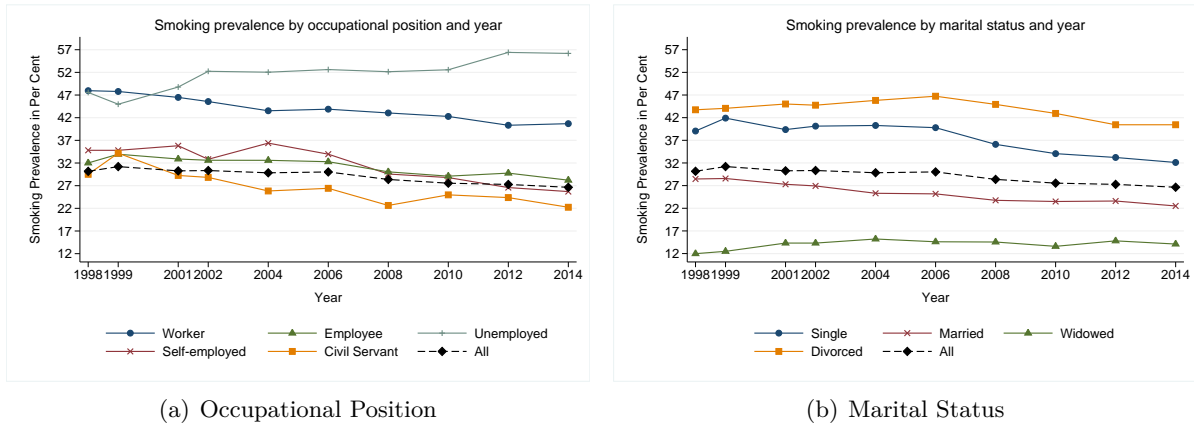 Smoking prevalence by occupational position and year
Smoking Prevalence in Per Cent
57
52
47
42
37
32
27
22
17
12
1998 1999 2001 2002 2004 2006 2008 2010 2012 2014
Year
Worker Employee Unemployed
Self-employed Civil Servant All
(a) Occupational Position
Smoking prevalence by marital status and year
Smoking Prevalence in Per Cent
57
52
47
42
37
32
27
22
17
12
1998 1999 2001 2002 2004 2006 2008 2010 2012 2014
Year
Single Married Widowed
Divorced All
(b) Marital Status